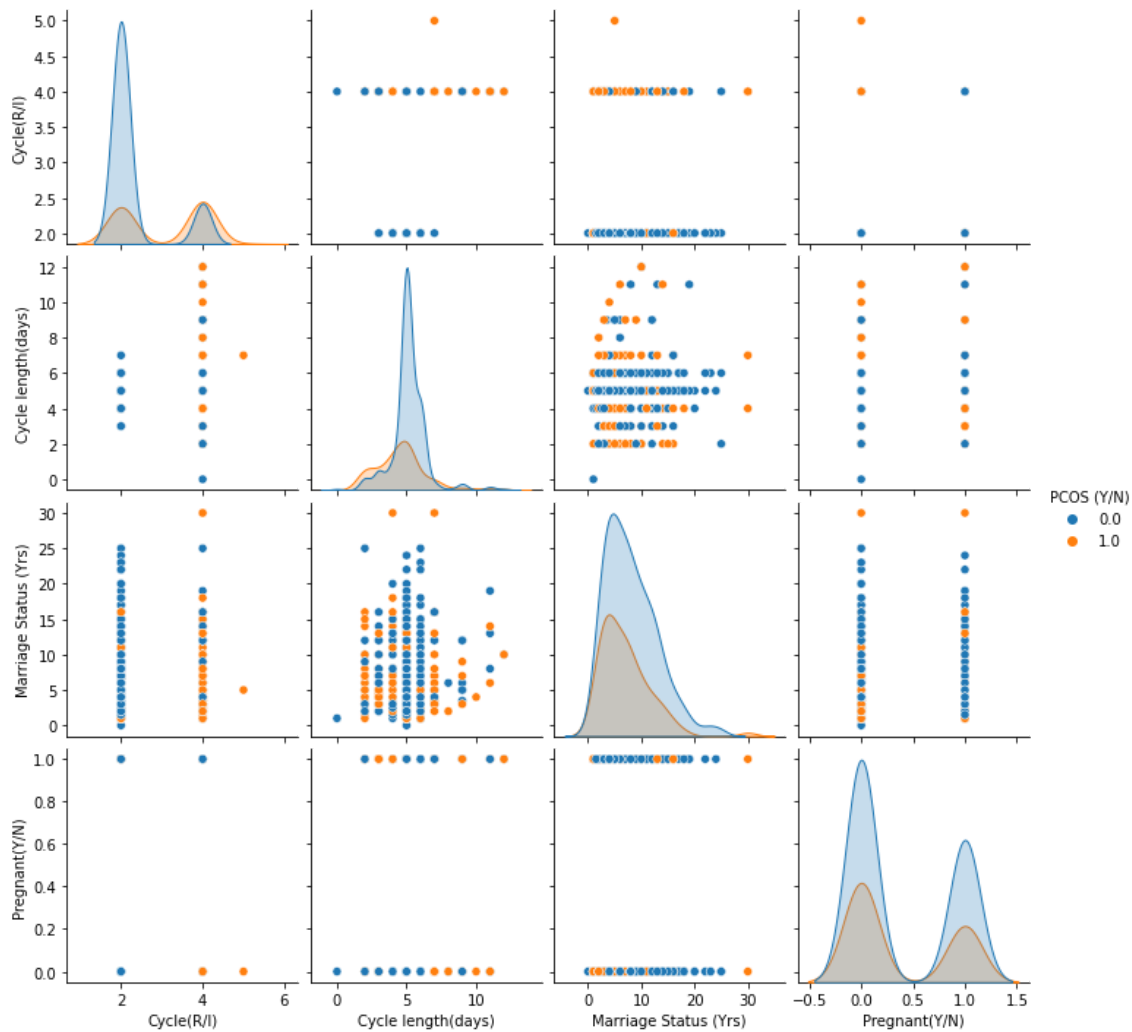 5.0
4.5
4.0
3.5
3.0
2.5
2.0
Cycle(R/I)
12
10
8
6
4
2
0
Cycle length(days)
30
25
20
15
10
5
0
Marriage Status (Yrs)
1.0
0.8
0.6
0.4
0.2
0.0
Pregnant(Y/N)
2 4 6
Cycle(R/I)
0 5 10
Cycle length(days)
0 10 20 30
Marriage Status (Yrs)
−0.5 0.0 0.5 1.0 1.5
Pregnant(Y/N)
PCOS (Y/N)
0.0
1.0